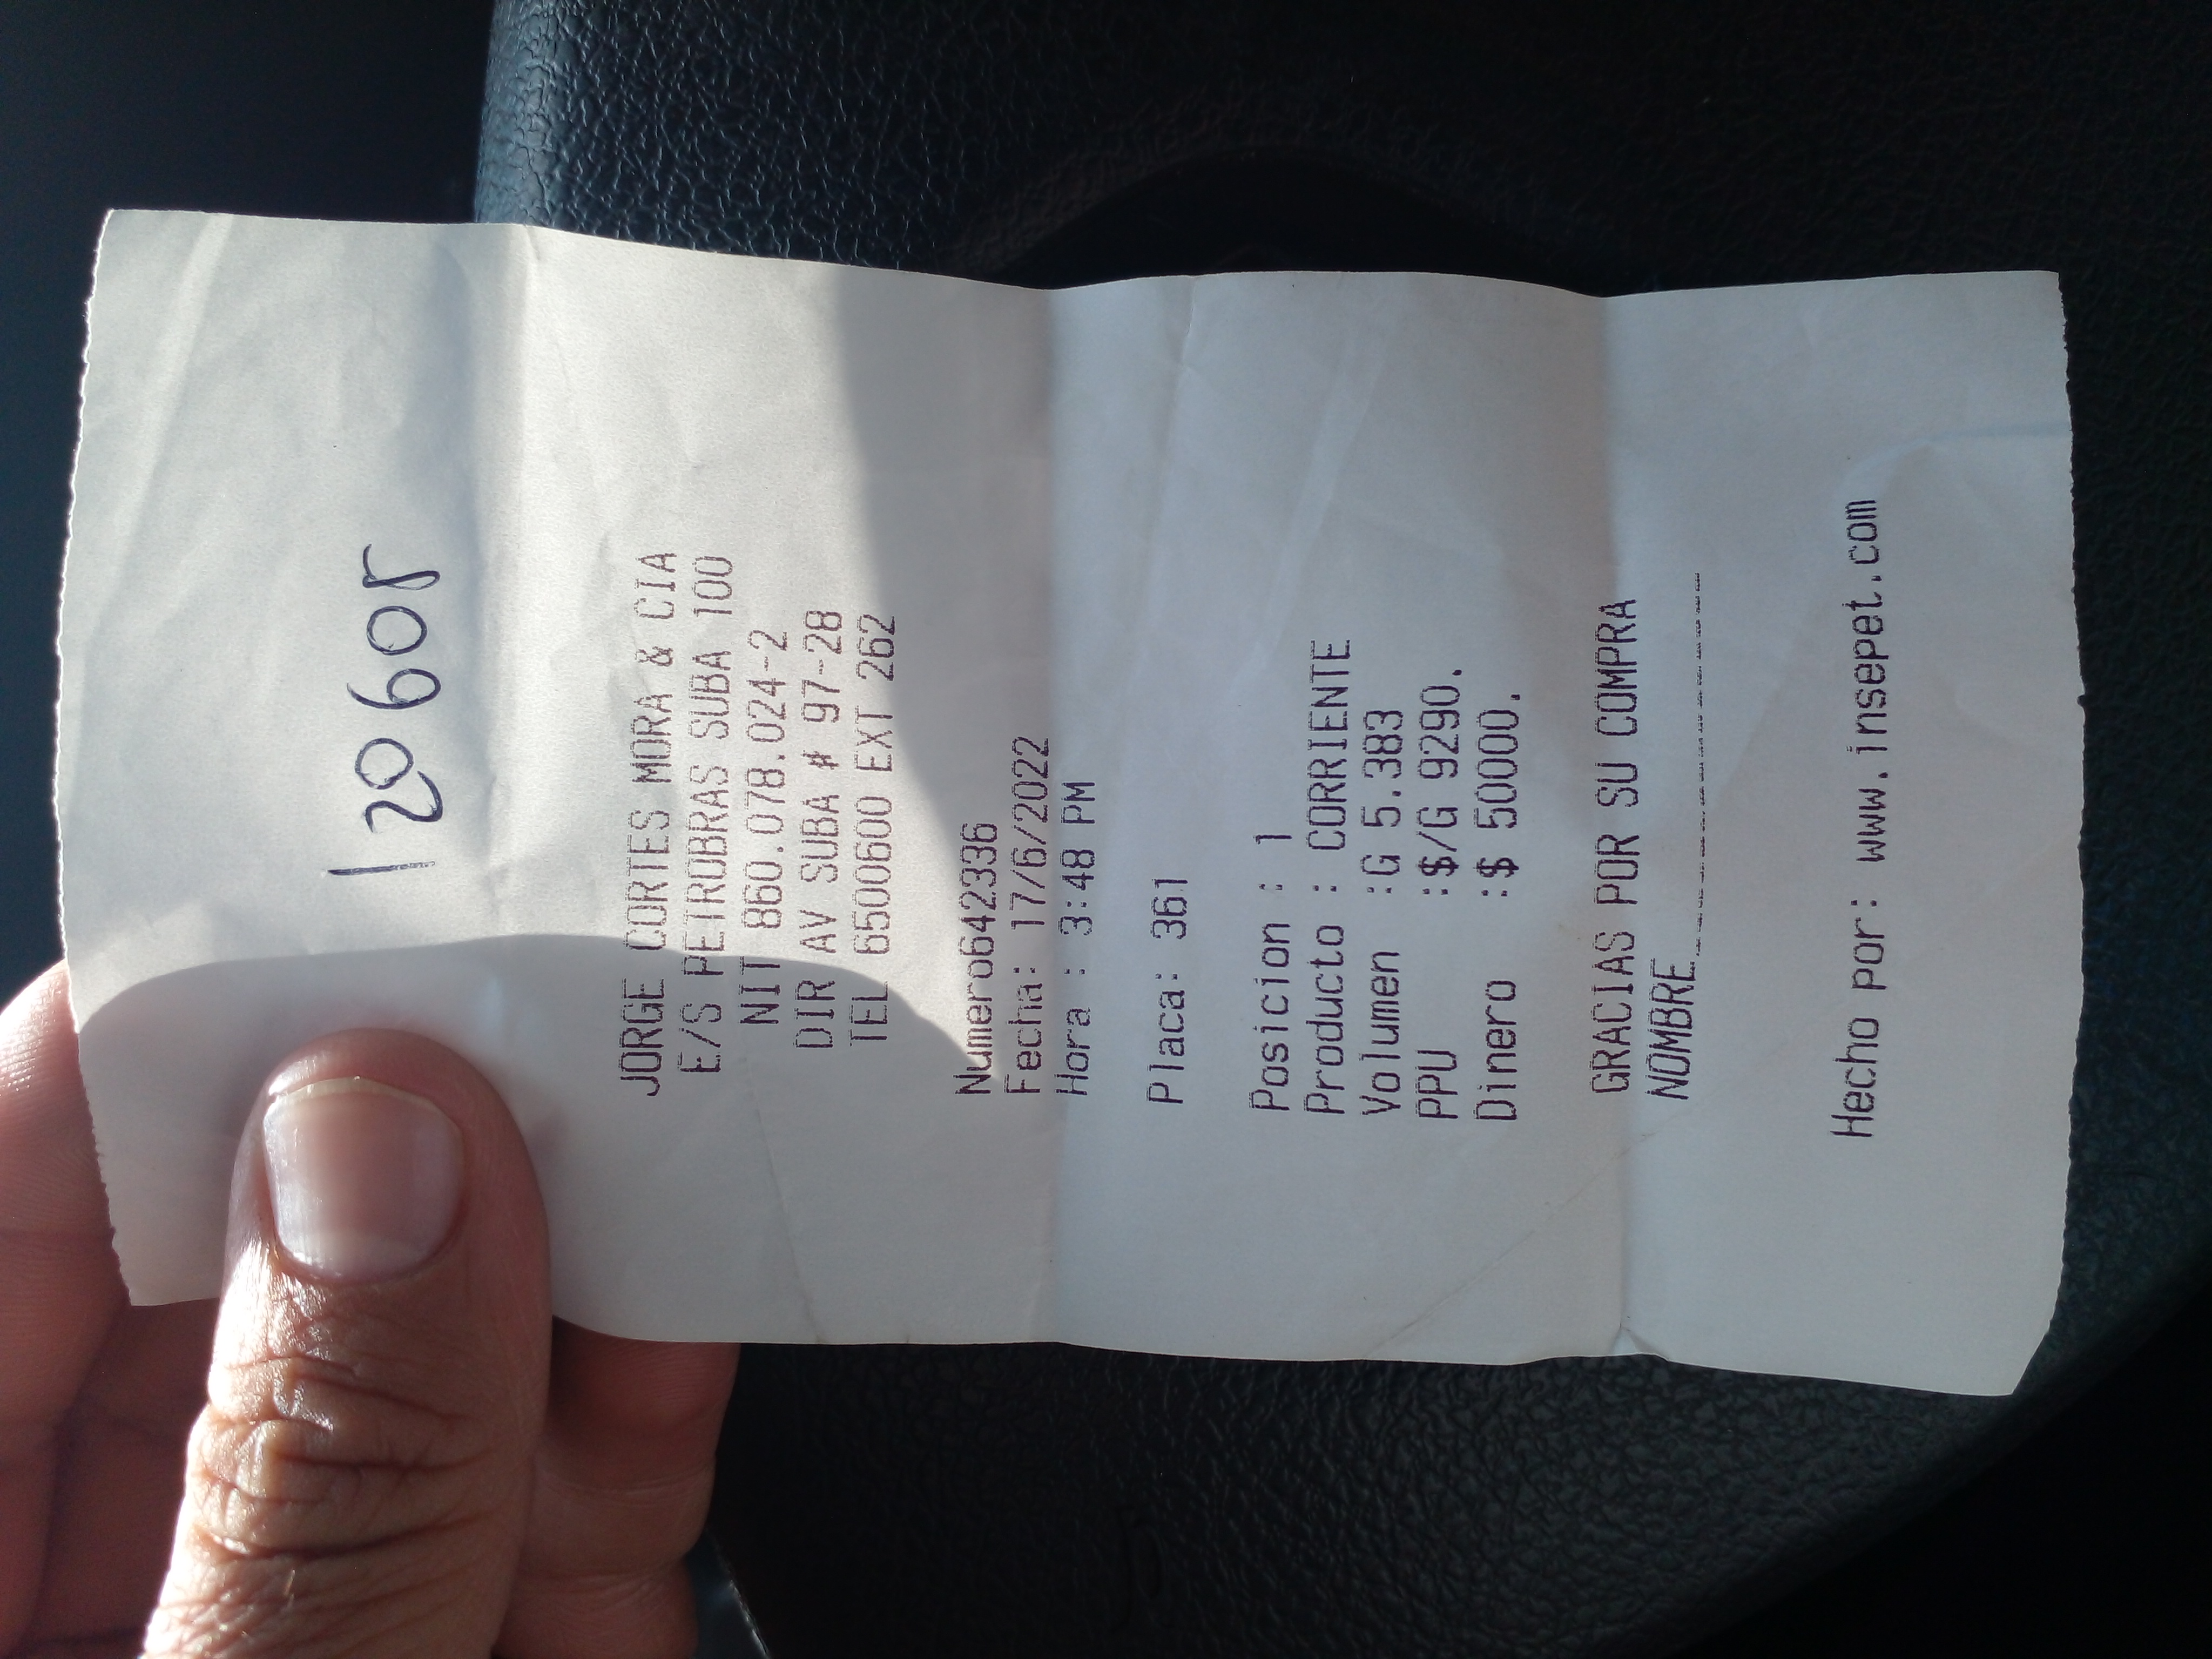 120608
JORGE CORTES MORA & CIA
E/S PETROBRAS SUBA 100
NIT 860.078.024-2
DIR AV SUBA # 97-28
TEL 6500600 EXT 262
Numero642336
Fecha: 17/6/2022
Hora : 3:48 PM
Placa: 361
Posicion : 1
Producto : CORRIENTE
Volumen :G 5.383
PPU :$/G 9290.
Dinero :$ 50000.
GRACIAS POR SU COMPRA
NOMBRE
Hecho por: www.insepet.com